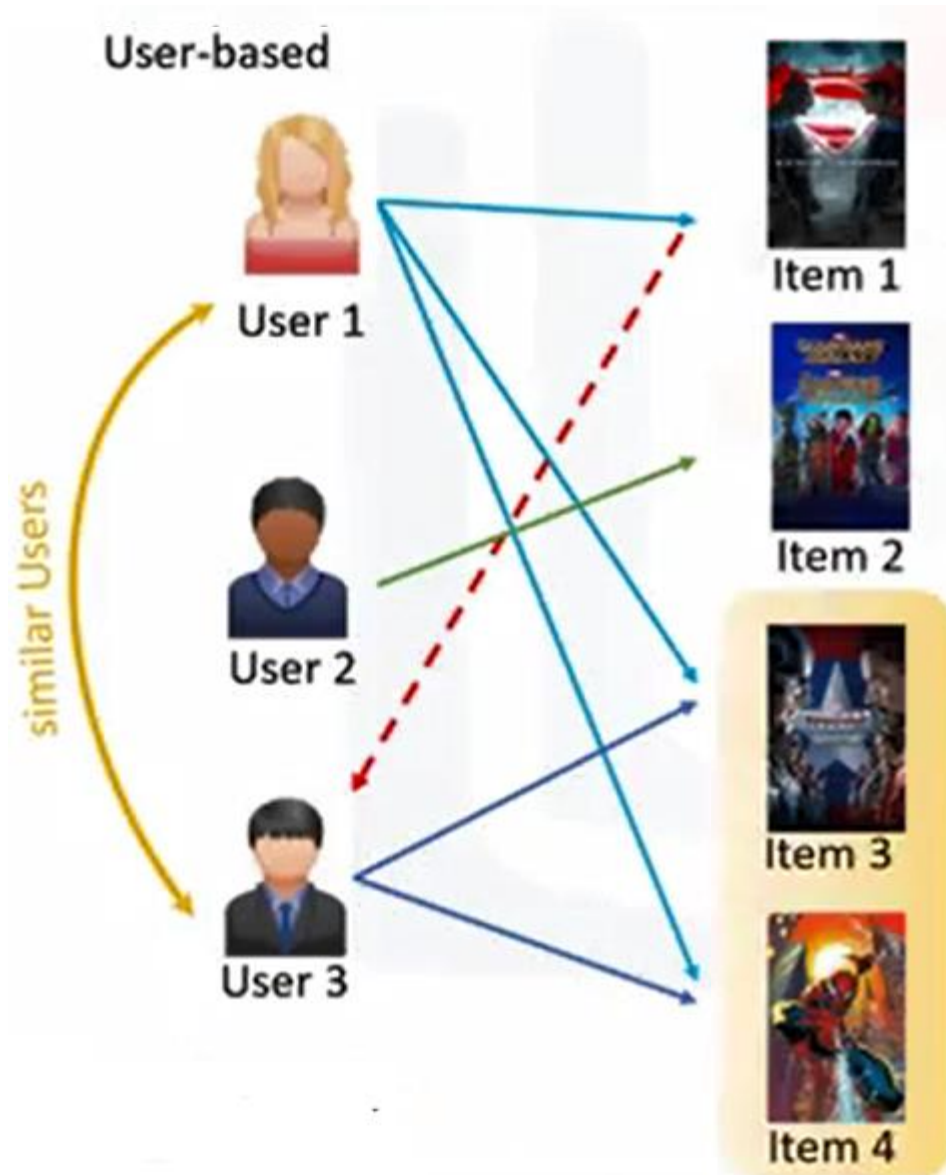 User-based
User 1
Item 1
similar Users
User 2
Item 2
User 3
Item 3
Item 4